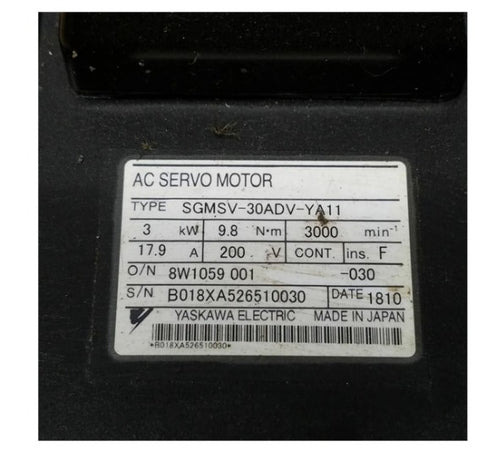 AC SERVO MOTOR
TYPE SGMSV-30ADV-YA11
3 kW 9.8 N·m 3000 min⁻¹
17.9 A 200 V CONT. ins. F
O/N 8W1059 001 -030
S/N B018XA526510030 DATE 1810
YASKAWA ELECTRIC MADE IN JAPAN
*B018XA526510030*